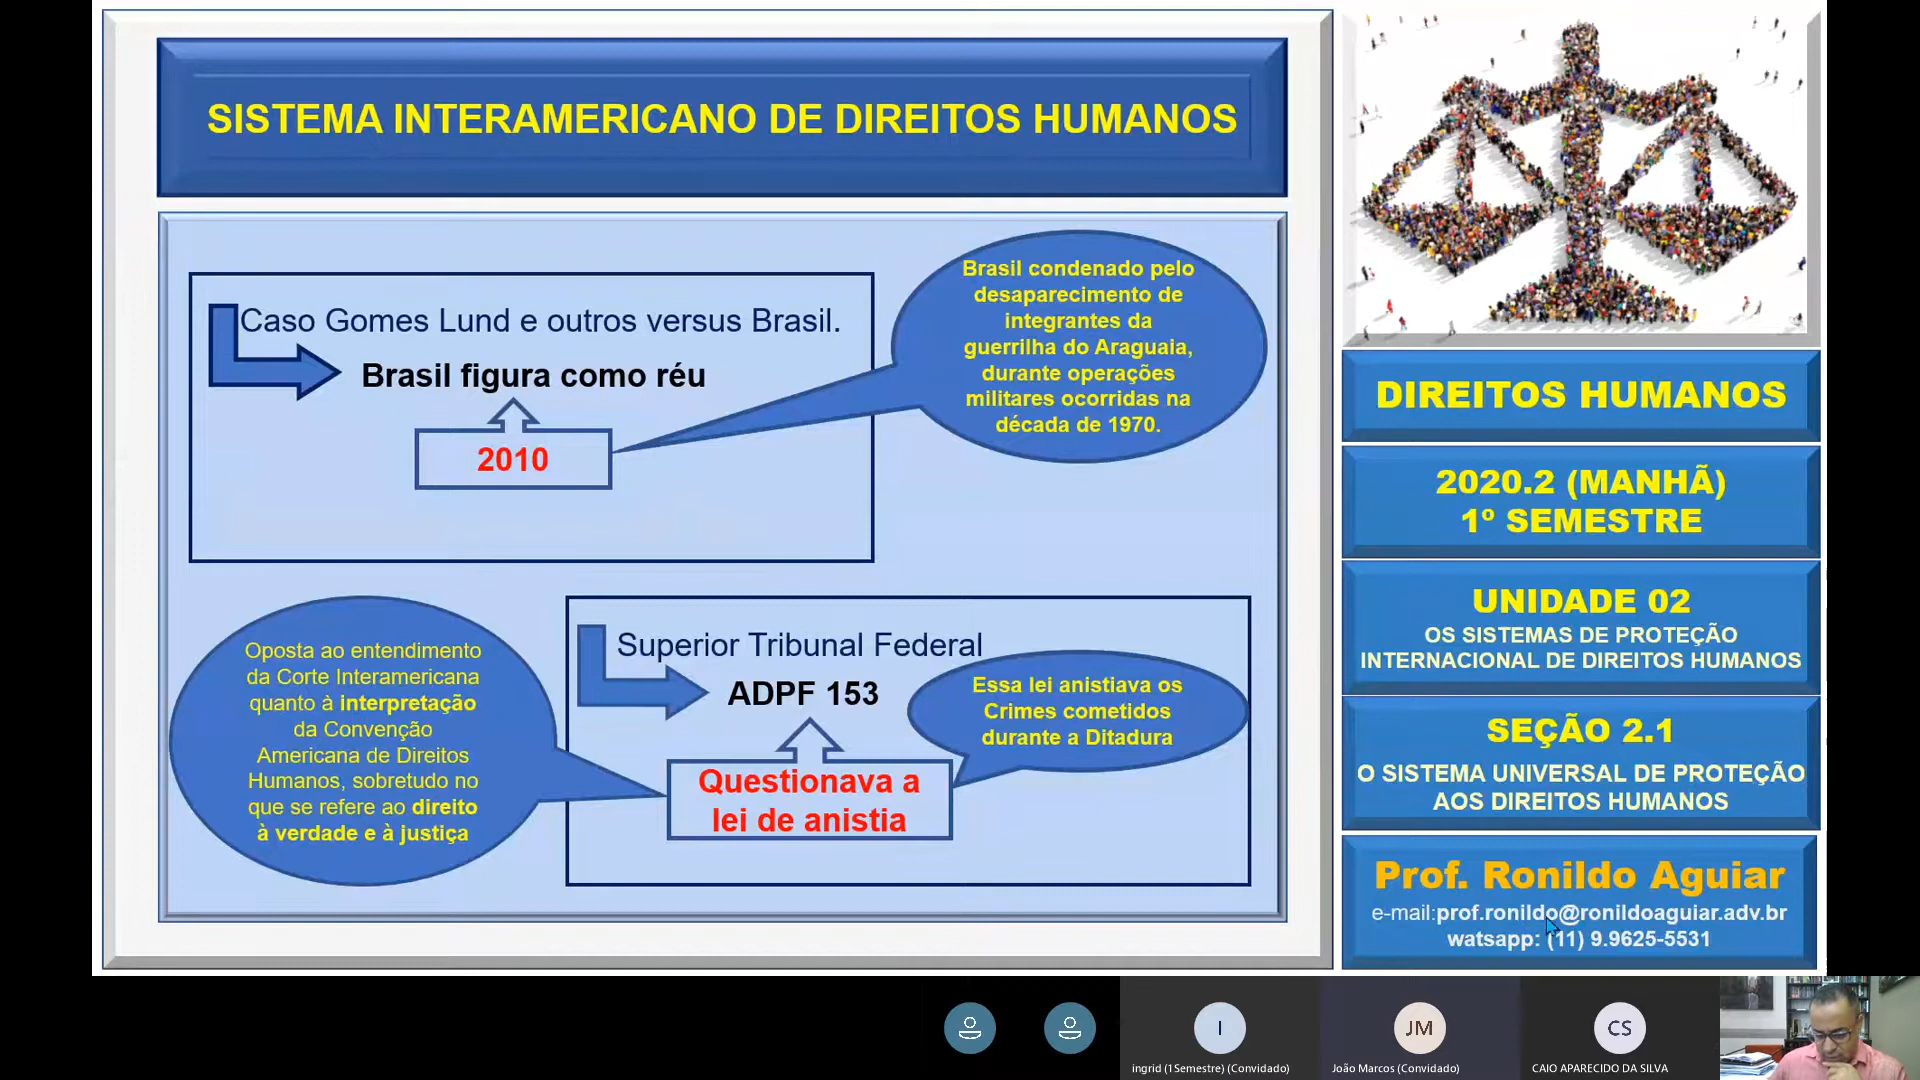 SISTEMA INTERAMERICANO DE DIREITOS HUMANOS
Caso Gomes Lund e outros versus Brasil.
Brasil figura como réu
2010
Brasil condenado pelo
desaparecimento de
integrantes da
guerrilha do Araguaia,
durante operações
militares ocorridas na
década de 1970.
Superior Tribunal Federal
ADPF 153
Questionava a
lei de anistia
Essa lei anistiava os
Crimes cometidos
durante a Ditadura
Oposta ao entendimento
da Corte Interamericana
quanto à interpretação
da Convenção
Americana de Direitos
Humanos, sobretudo no
que se refere ao direito
à verdade e à justiça
DIREITOS HUMANOS
2020.2 (MANHÃ)
1º SEMESTRE
UNIDADE 02
OS SISTEMAS DE PROTEÇÃO
INTERNACIONAL DE DIREITOS HUMANOS
SEÇÃO 2.1
O SISTEMA UNIVERSAL DE PROTEÇÃO
AOS DIREITOS HUMANOS
Prof. Ronildo Aguiar
e-mail:prof.ronildo@ronildoaguiar.adv.br
watsapp: (11) 9.9625-5531
I
ingrid (1Semestre) (Convidado)
JM
João Marcos (Convidado)
CS
CAIO APARECIDO DA SILVA